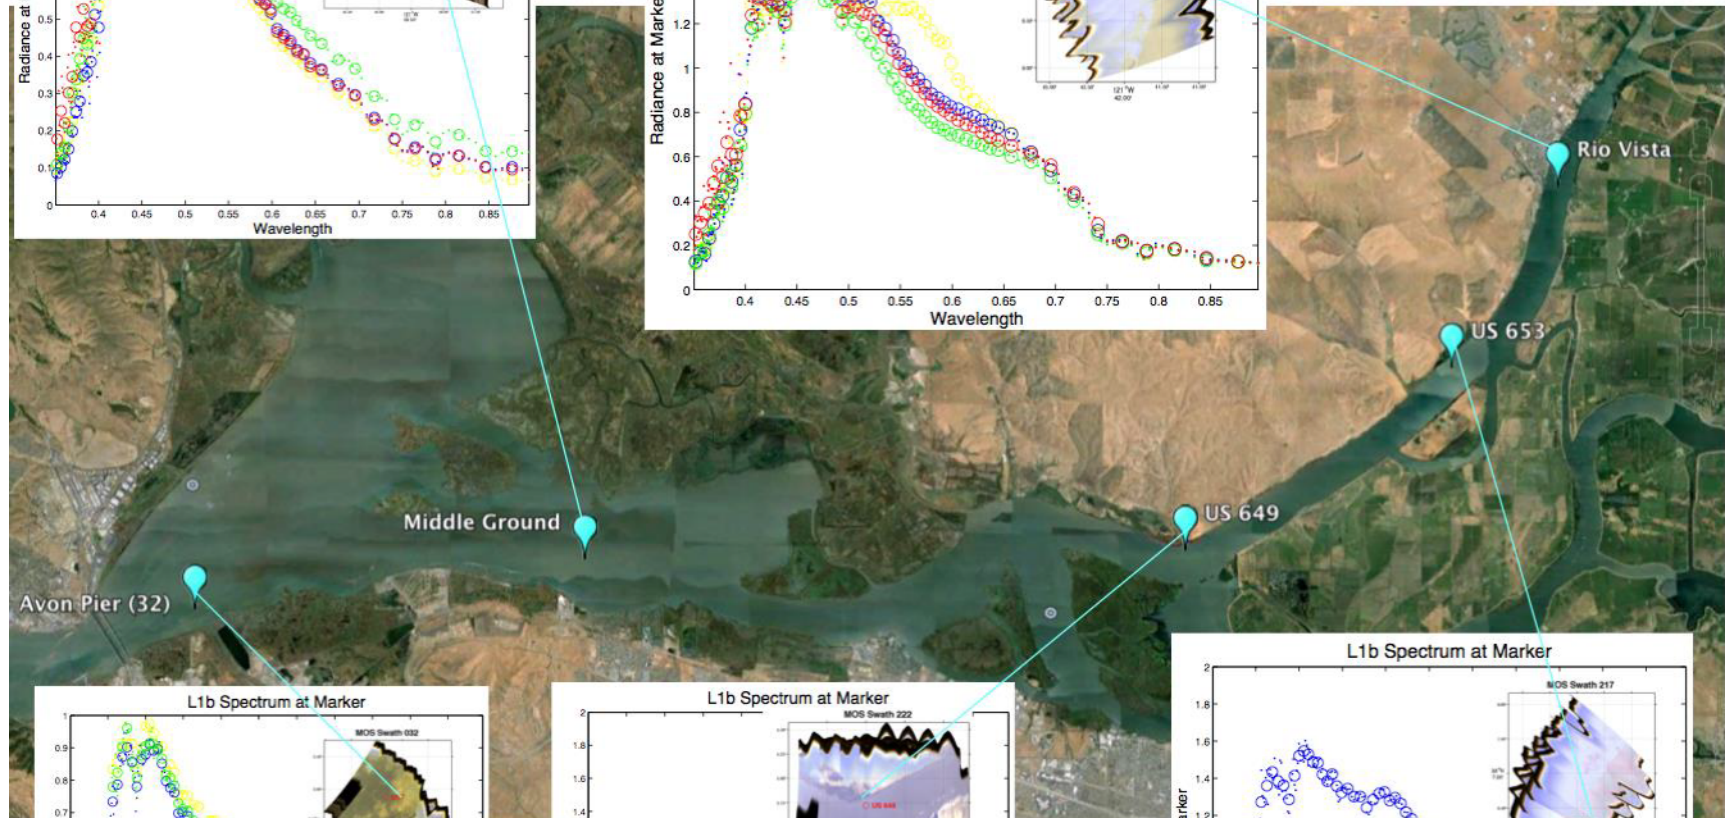 0.5
0.4
0.3
0.2
0.1
0
Radiance at
0.4 0.45 0.5 0.55 0.6 0.65 0.7 0.75 0.8 0.85
Wavelength
1.2
1
0.8
0.6
0.4
0.2
0
Radiance at Marke
121°W
42.00'
0.4 0.45 0.5 0.55 0.6 0.65 0.7 0.75 0.8 0.85
Wavelength
Rio Vista
US 653
US 649
Middle Ground
Avon Pier (32)
L1b Spectrum at Marker
MOS Swath 032
1
0.9
0.8
0.7
L1b Spectrum at Marker
MOS Swath 222
2
1.8
1.6
1.4
US 649
L1b Spectrum at Marker
MOS Swath 217
2
1.8
1.6
1.4
1.2
arker